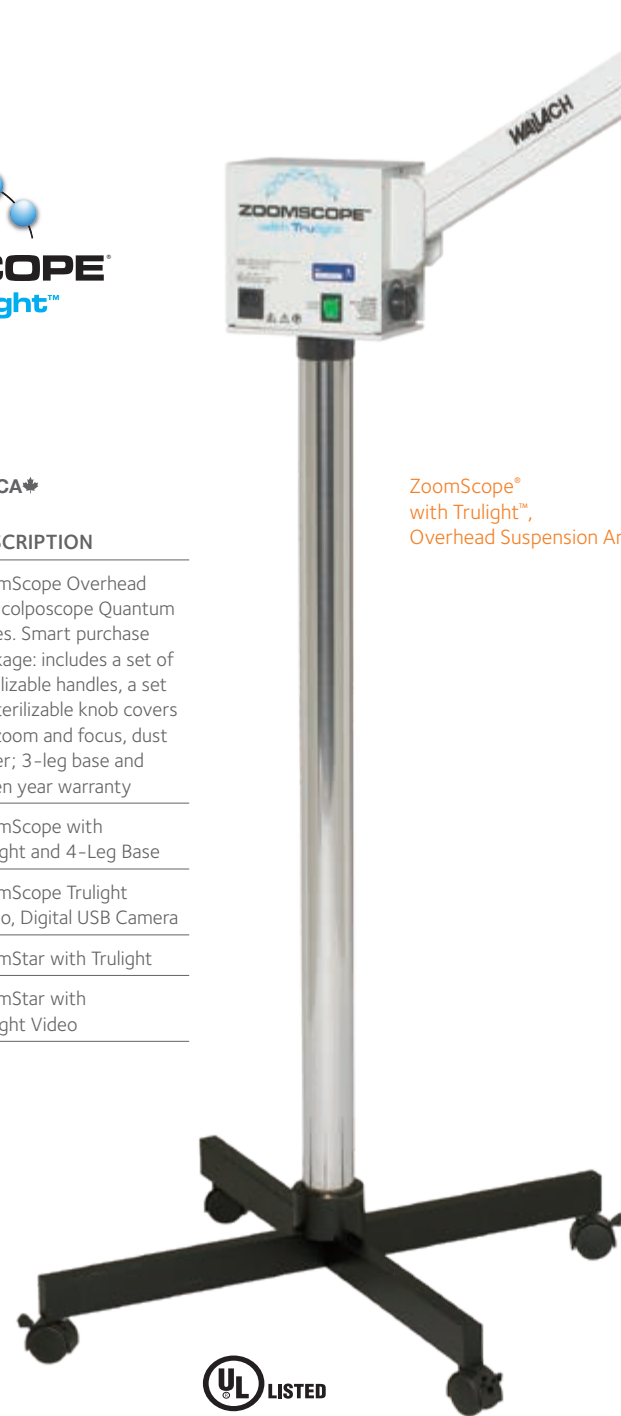 COPE®
ght™
WALLACH
ZOOMSCOPE™
with Trulight
CA
SCRIPTION
mScope Overhead
colposcope Quantum
es. Smart purchase
kage: includes a set of
lizable handles, a set
terilizable knob covers
zoom and focus, dust
er; 3-leg base and
en year warranty
mScope with
ight and 4-Leg Base
mScope Trulight
o, Digital USB Camera
mStar with Trulight
mStar with
ght Video
ZoomScope®
with Trulight™,
Overhead Suspension Ar
UL LISTED